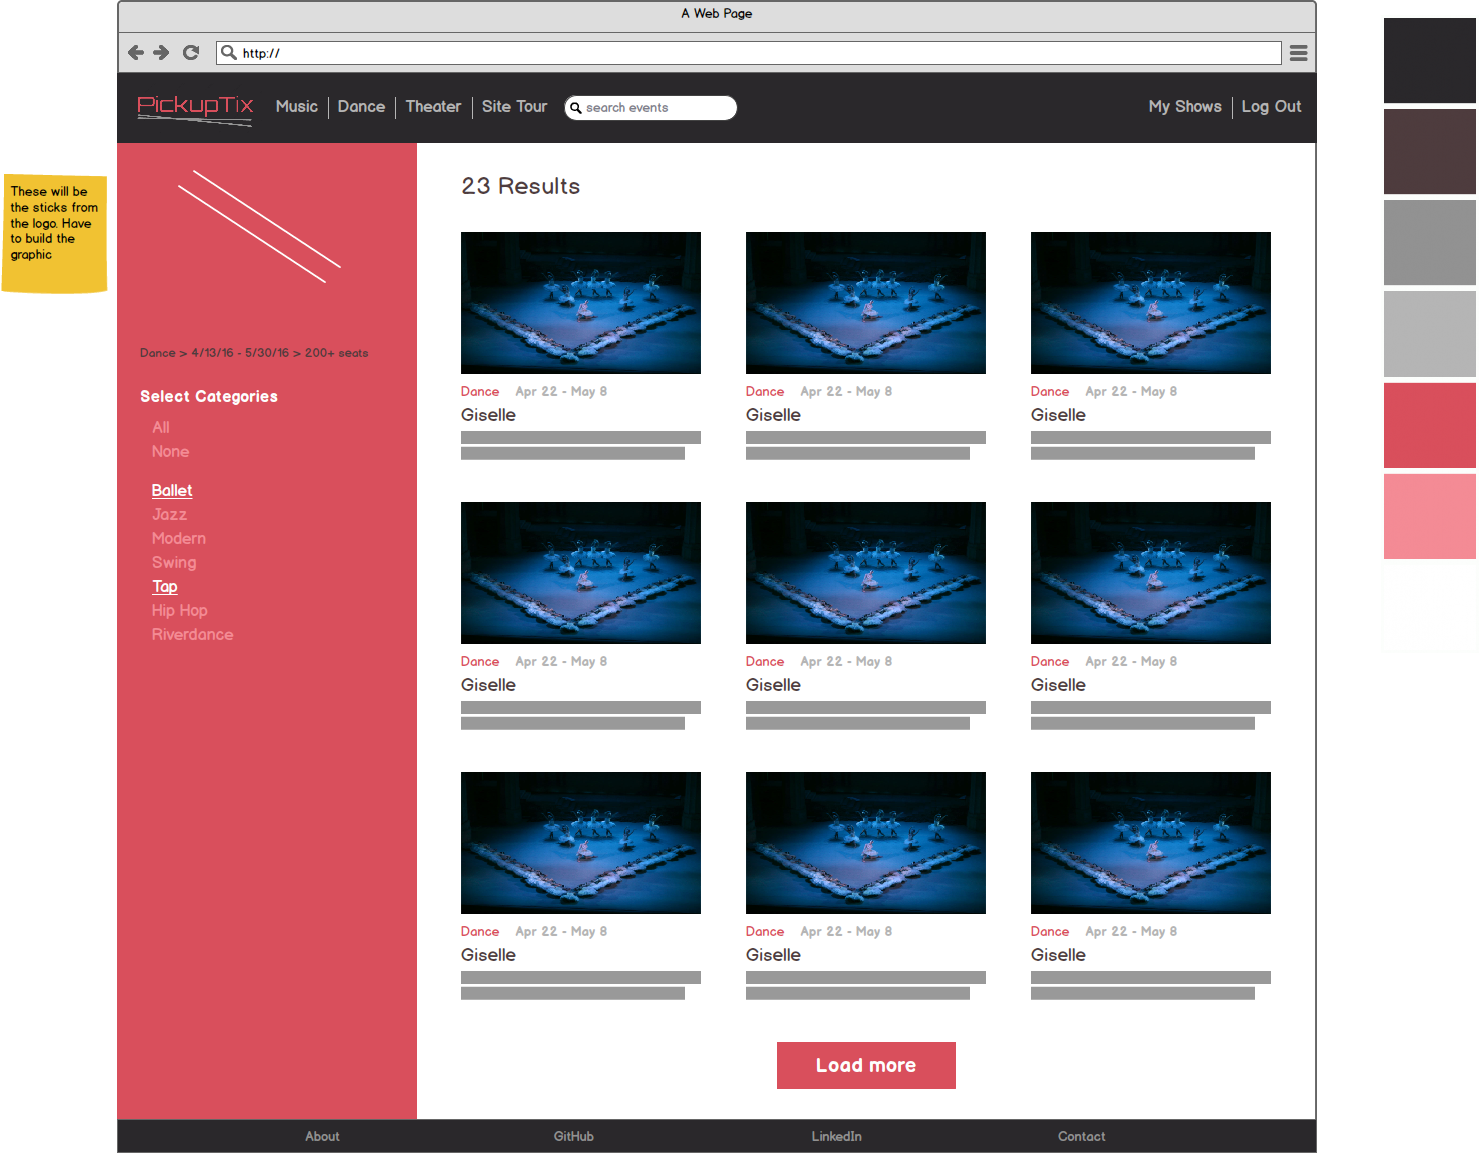 A Web Page
http://
PickupTix
Music
Dance
Theater
Site Tour
search events
My Shows
Log Out
These will be
the sticks from
the logo. Have
to build the
graphic
Dance > 4/13/16 - 5/30/16 > 200+ seats
Select Categories
All
None
Ballet
Jazz
Modern
Swing
Tap
Hip Hop
Riverdance
23 Results
Dance Apr 22 - May 8
Giselle
Dance Apr 22 - May 8
Giselle
Dance Apr 22 - May 8
Giselle
Dance Apr 22 - May 8
Giselle
Dance Apr 22 - May 8
Giselle
Dance Apr 22 - May 8
Giselle
Dance Apr 22 - May 8
Giselle
Dance Apr 22 - May 8
Giselle
Dance Apr 22 - May 8
Giselle
Load more
About
GitHub
LinkedIn
Contact